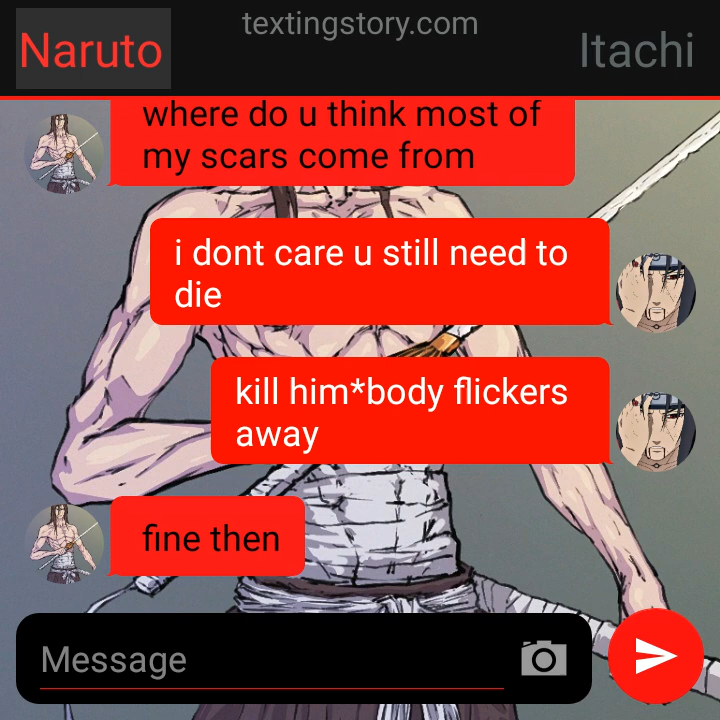 textingstory.com
Naruto
Itachi
where do u think most of
my scars come from
i dont care u still need to
die
kill him*body flickers
away
fine then
Message